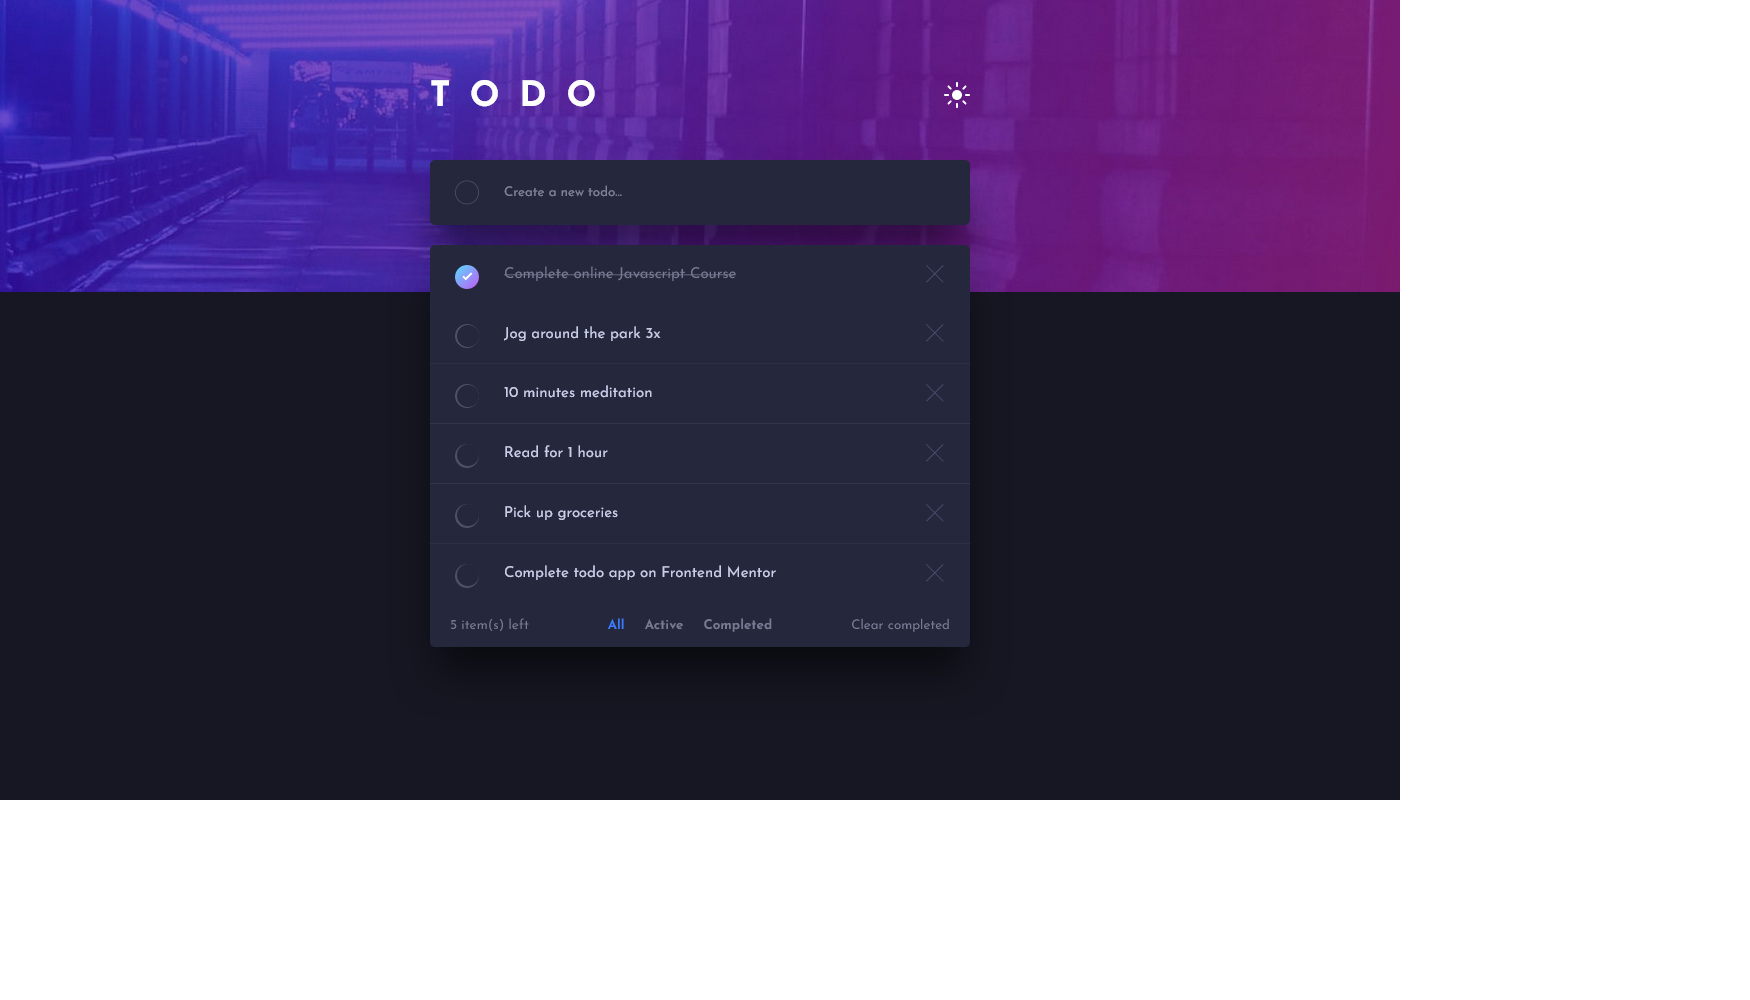 TODO
Create a new todo...
Complete online Javascript Course
Jog around the park 3x
10 minutes meditation
Read for 1 hour
Pick up groceries
Complete todo app on Frontend Mentor
5 item(s) left All Active Completed Clear completed